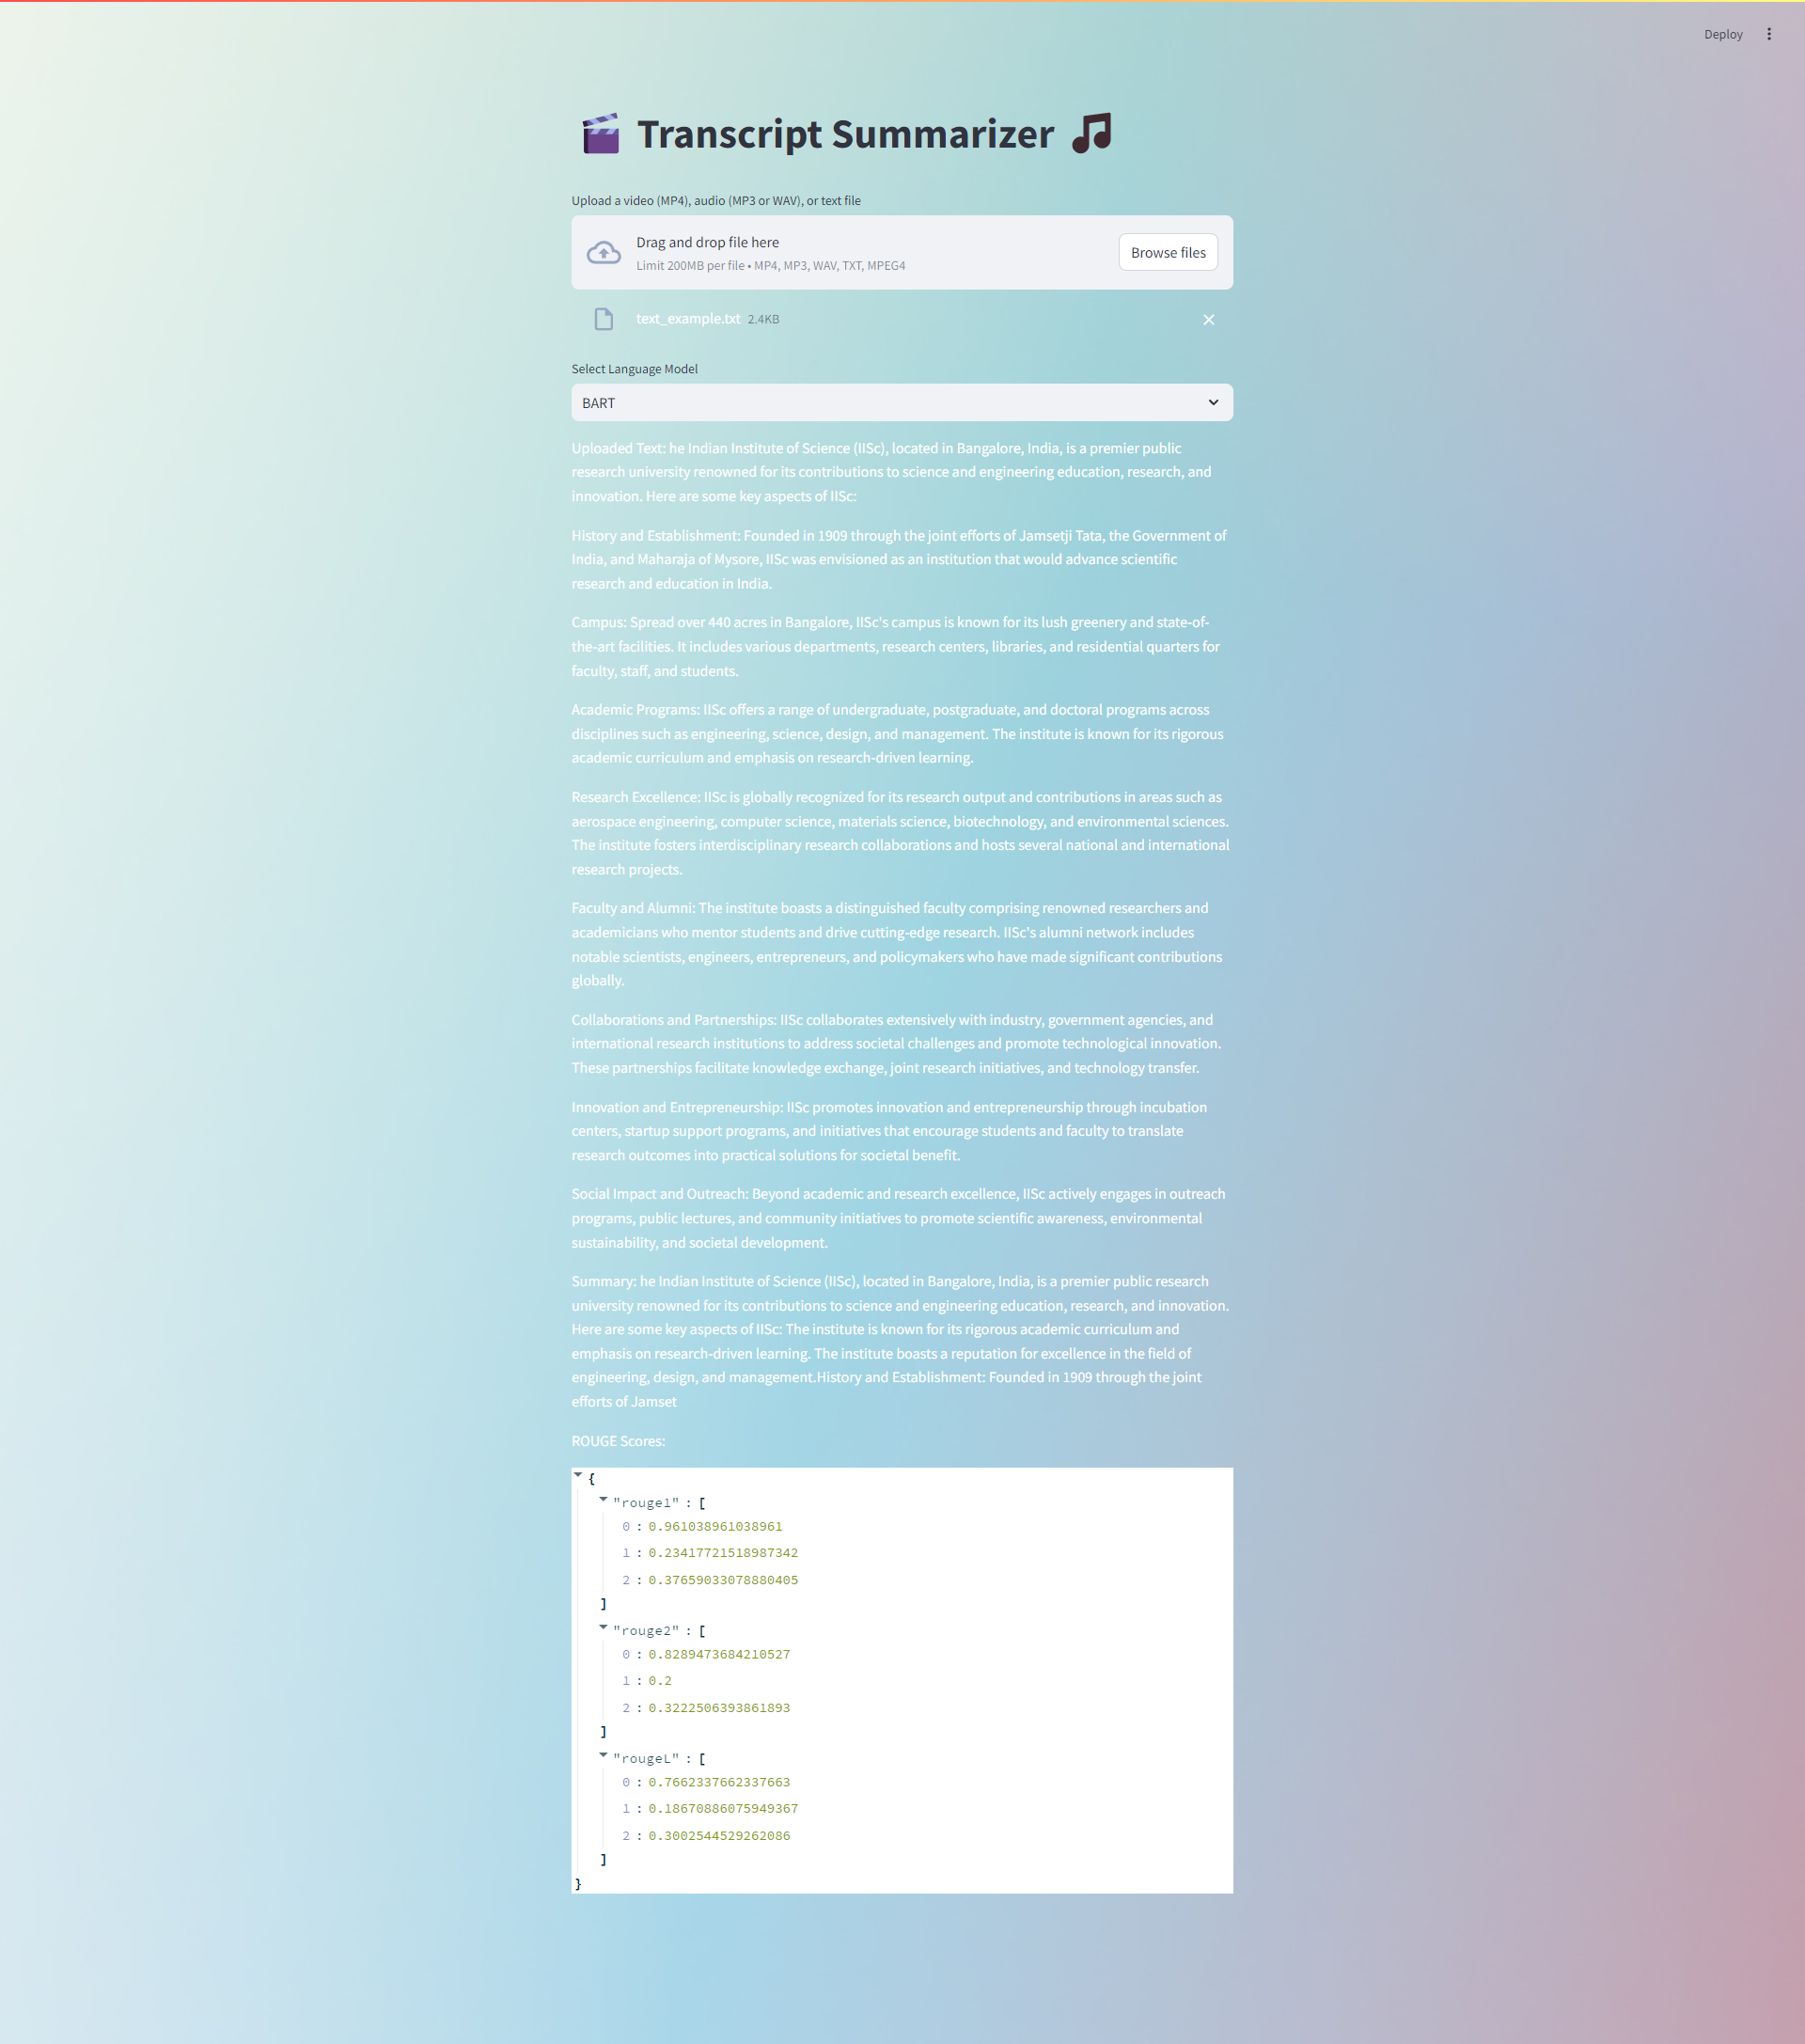 Deploy
Transcript Summarizer
Upload a video (MP4), audio (MP3 or WAV), or text file
Drag and drop file here
Limit 200MB per file • MP4, MP3, WAV, TXT, MPEG4
Browse files
text_example.txt 2.4KB
Select Language Model
BART
Uploaded Text: he Indian Institute of Science (IISc), located in Bangalore, India, is a premier public
research university renowned for its contributions to science and engineering education, research, and
innovation. Here are some key aspects of IISc:
History and Establishment: Founded in 1909 through the joint efforts of Jamsetji Tata, the Government of
India, and Maharaja of Mysore, IISc was envisioned as an institution that would advance scientific
research and education in India.
Campus: Spread over 440 acres in Bangalore, IISc's campus is known for its lush greenery and state-of-
the-art facilities. It includes various departments, research centers, libraries, and residential quarters for
faculty, staff, and students.
Academic Programs: IISc offers a range of undergraduate, postgraduate, and doctoral programs across
disciplines such as engineering, science, design, and management. The institute is known for its rigorous
academic curriculum and emphasis on research-driven learning.
Research Excellence: IISc is globally recognized for its research output and contributions in areas such as
aerospace engineering, computer science, materials science, biotechnology, and environmental sciences.
The institute fosters interdisciplinary research collaborations and hosts several national and international
research projects.
Faculty and Alumni: The institute boasts a distinguished faculty comprising renowned researchers and
academicians who mentor students and drive cutting-edge research. IISc's alumni network includes
notable scientists, engineers, entrepreneurs, and policymakers who have made significant contributions
globally.
Collaborations and Partnerships: IISc collaborates extensively with industry, government agencies, and
international research institutions to address societal challenges and promote technological innovation.
These partnerships facilitate knowledge exchange, joint research initiatives, and technology transfer.
Innovation and Entrepreneurship: IISc promotes innovation and entrepreneurship through incubation
centers, startup support programs, and initiatives that encourage students and faculty to translate
research outcomes into practical solutions for societal benefit.
Social Impact and Outreach: Beyond academic and research excellence, IISc actively engages in outreach
programs, public lectures, and community initiatives to promote scientific awareness, environmental
sustainability, and societal development.
Summary: he Indian Institute of Science (IISc), located in Bangalore, India, is a premier public research
university renowned for its contributions to science and engineering education, research, and innovation.
Here are some key aspects of IISc: The institute is known for its rigorous academic curriculum and
emphasis on research-driven learning. The institute boasts a reputation for excellence in the field of
engineering, design, and management.History and Establishment: Founded in 1909 through the joint
efforts of Jamset
ROUGE Scores:
{
"rouge1" : [
0 : 0.961038961038961
1 : 0.23417721518987342
2 : 0.37659033078880405
]
"rouge2" : [
0 : 0.8289473684210527
1 : 0.2
2 : 0.3222506393861893
]
"rougeL" : [
0 : 0.7662337662337663
1 : 0.18670886075949367
2 : 0.3002544529262086
]
}